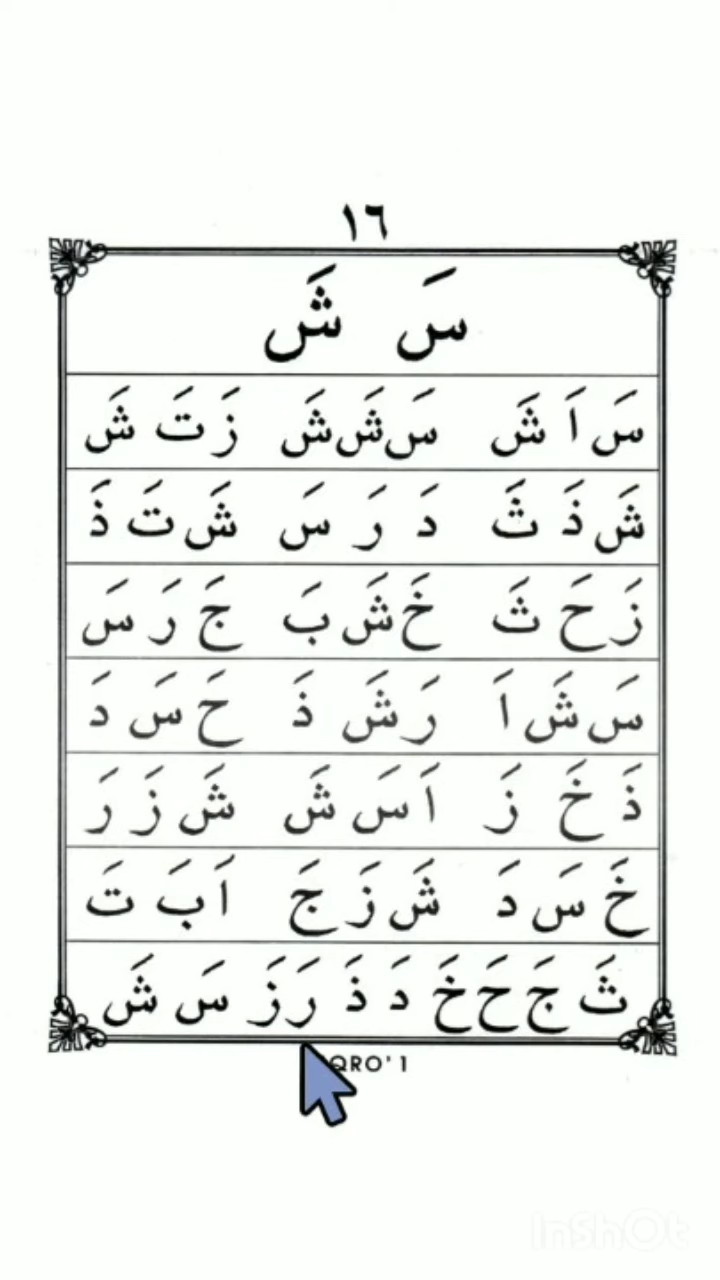 ١٦
سَ شَ
سَ اَ شَ سَ شَ شَ زَ تَ شَ
شَ ذَ ثَ دَ رَ سَ شَ تَ ذَ
زَ حَ ثَ خَ شَ بَ جَ رَ سَ
سَ شَ اَ رَ شَ ذَ حَ سَ دَ
ذَ خَ زَ اَ سَ شَ شَ زَ رَ
خَ سَ دَ شَ زَ جَ اَ بَ تَ
ثَ جَ حَ خَ دَ ذَ رَ زَ سَ شَ
QRO' 1
InShOt